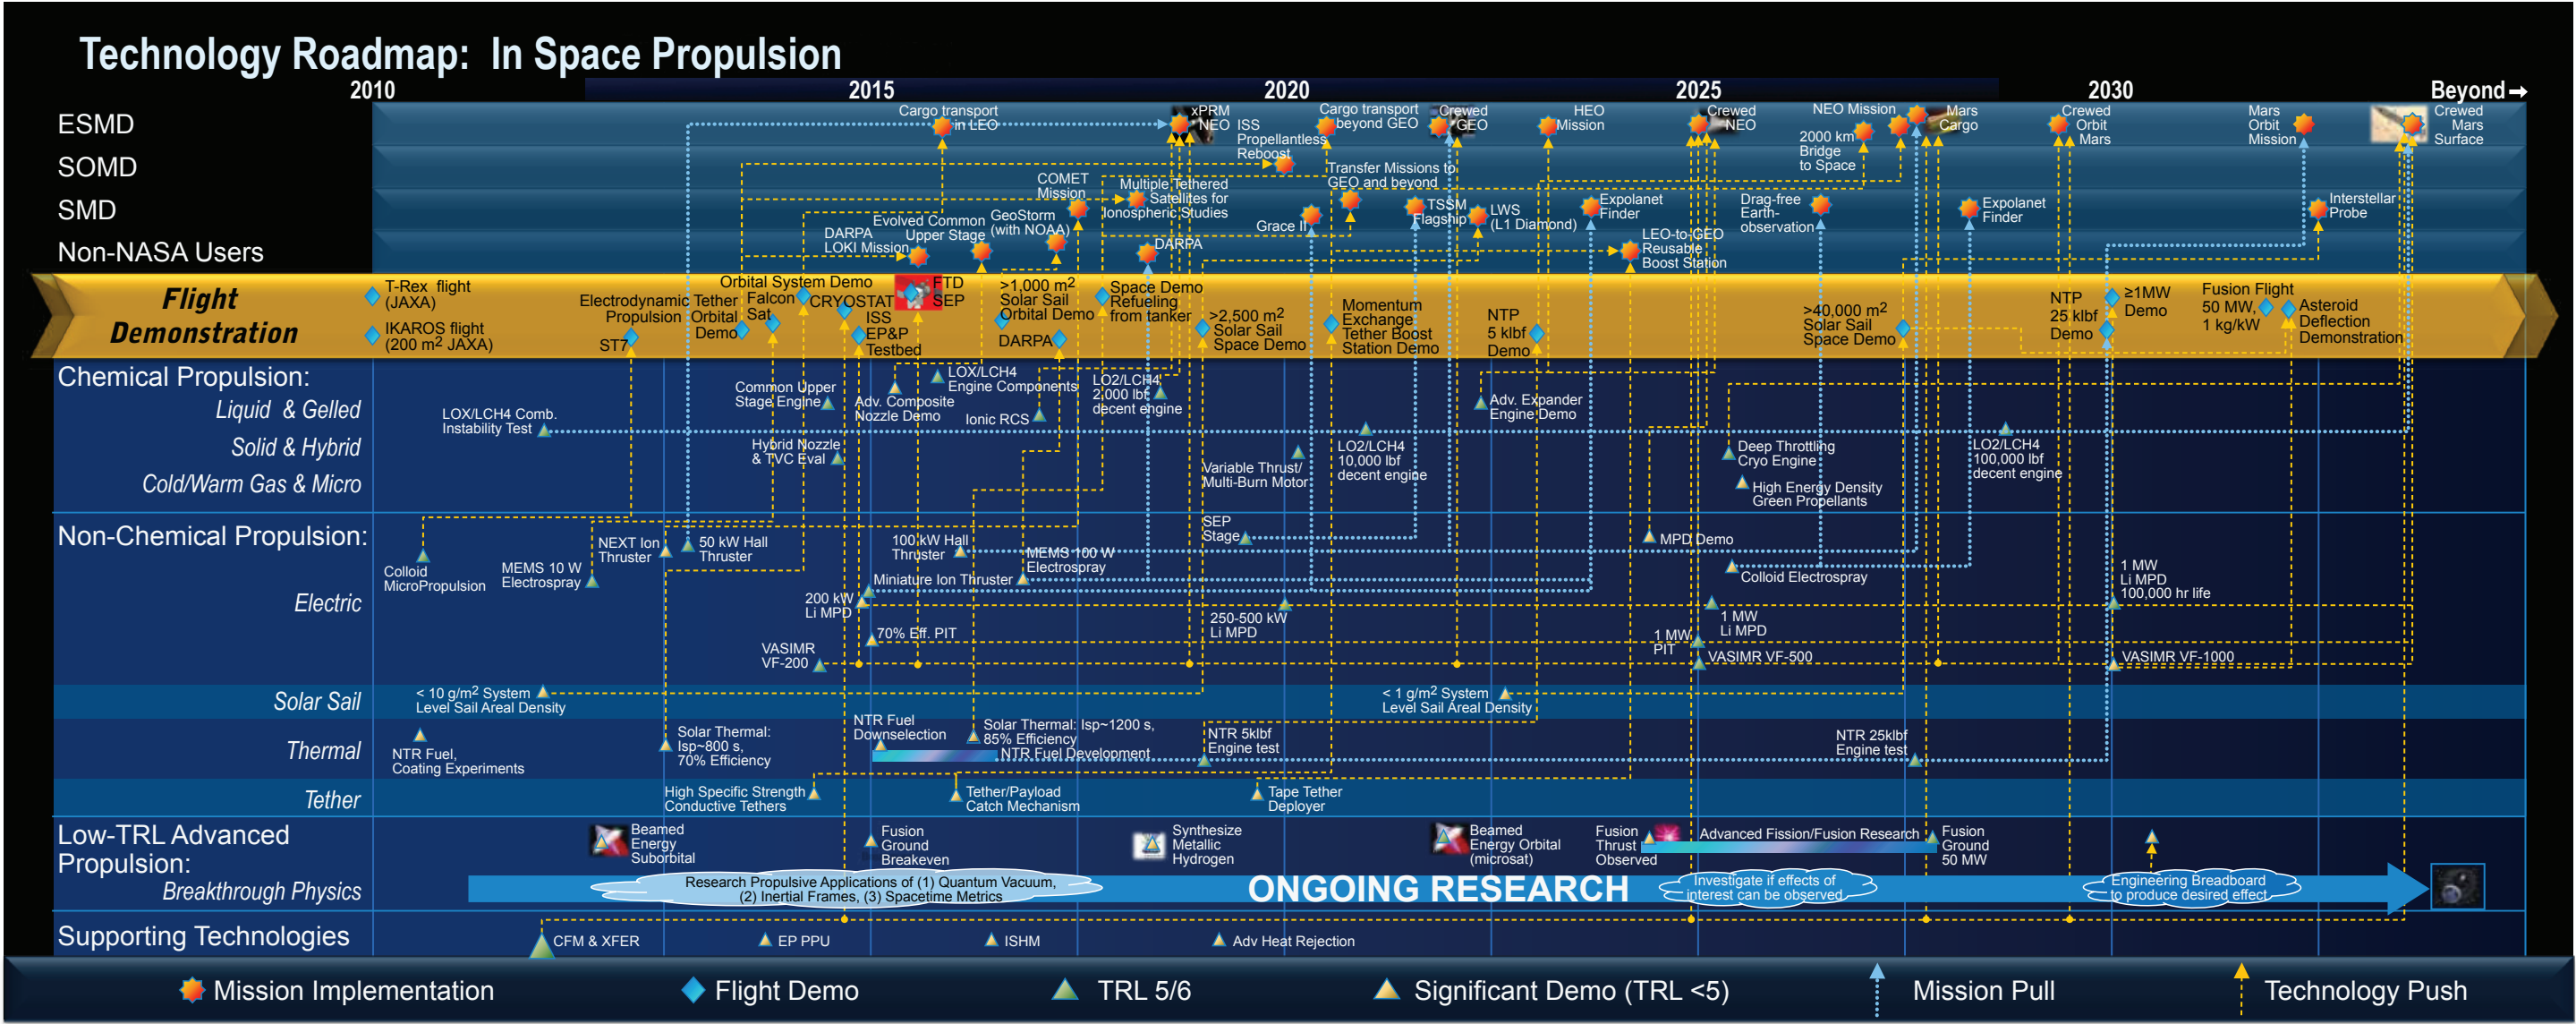 Technology Roadmap: In Space Propulsion
2010
2015
2020
2025
2030
Beyond
ESMD
SOMD
SMD
Non-NASA Users
Cargo transport
in LEO
xPRM
NEO
ISS
Propellantless
Reboost
Cargo transport
beyond GEO
Crewed
GEO
HEO
Mission
Crewed
NEO
NEO Mission
2000 km
Bridge
to Space
Mars
Cargo
Crewed
Orbit
Mars
Mars
Orbit
Mission
Crewed
Mars
Surface
COMET
Mission
Multiple Tethered
Satellites for
Ionospheric Studies
Transfer Missions to
GEO and beyond
Evolved Common
Upper Stage
GeoStorm
(with NOAA)
DARPA
LOKI Mission
DARPA
Grace II
TSSM
Flagship
LWS
(L1 Diamond)
Expolanet
Finder
LEO-to-GEO
Reusable
Boost Station
Drag-free
Earth-
observation
Expolanet
Finder
Interstellar
Probe
Flight
Demonstration
T-Rex flight
(JAXA)
IKAROS flight
(200 m2 JAXA)
Electrodynamic
Propulsion
ST7
Tether
Orbital
Demo
Orbital System Demo
Falcon
Sat
CRYOSTAT
ISS
EP&P
Testbed
FTD
SEP
>1,000 m2
Solar Sail
Orbital Demo
DARPA
Space Demo
Refueling
from tanker
>2,500 m2
Solar Sail
Space Demo
Momentum
Exchange
Tether Boost
Station Demo
NTP
5 klbf
Demo
>40,000 m2
Solar Sail
Space Demo
NTP
25 klbf
Demo
≥1MW
Demo
Fusion Flight
50 MW,
1 kg/kW
Asteroid
Deflection
Demonstration
Chemical Propulsion:
Liquid & Gelled
Solid & Hybrid
Cold/Warm Gas & Micro
LOX/LCH4 Comb.
Instability Test
Common Upper
Stage Engine
Hybrid Nozzle
& TVC Eval
Adv. Composite
Nozzle Demo
LOX/LCH4
Engine Components
Ionic RCS
LO2/LCH4
2,000 lbf
decent engine
Variable Thrust/
Multi-Burn Motor
LO2/LCH4
10,000 lbf
decent engine
Adv. Expander
Engine Demo
Deep Throttling
Cryo Engine
High Energy Density
Green Propellants
LO2/LCH4
100,000 lbf
decent engine
Non-Chemical Propulsion:
Electric
Colloid
MicroPropulsion
MEMS 10 W
Electrospray
NEXT Ion
Thruster
50 kW Hall
Thruster
100 kW Hall
Thruster
MEMS 100 W
Electrospray
Miniature Ion Thruster
200 kW
Li MPD
70% Eff. PIT
VASIMR
VF-200
SEP
Stage
250-500 kW
Li MPD
MPD Demo
Colloid Electrospray
1 MW
Li MPD
1 MW
PIT
VASIMR VF-500
1 MW
Li MPD
100,000 hr life
VASIMR VF-1000
Solar Sail
< 10 g/m2 System
Level Sail Areal Density
< 1 g/m2 System
Level Sail Areal Density
Thermal
NTR Fuel,
Coating Experiments
Solar Thermal:
Isp~800 s,
70% Efficiency
NTR Fuel
Downselection
Solar Thermal: Isp~1200 s,
85% Efficiency
NTR Fuel Development
NTR 5klbf
Engine test
NTR 25klbf
Engine test
Tether
High Specific Strength
Conductive Tethers
Tether/Payload
Catch Mechanism
Tape Tether
Deployer
Low-TRL Advanced
Propulsion:
Breakthrough Physics
Beamed
Energy
Suborbital
Fusion
Ground
Breakeven
Synthesize
Metallic
Hydrogen
Beamed
Energy Orbital
(microsat)
Fusion
Thrust
Observed
Advanced Fission/Fusion Research
Fusion
Ground
50 MW
Research Propulsive Applications of (1) Quantum Vacuum,
(2) Inertial Frames, (3) Spacetime Metrics
ONGOING RESEARCH
Investigate if effects of
interest can be observed
Engineering Breadboard
to produce desired effect
Supporting Technologies
CFM & XFER
EP PPU
ISHM
Adv Heat Rejection
Mission Implementation
Flight Demo
TRL 5/6
Significant Demo (TRL <5)
Mission Pull
Technology Push